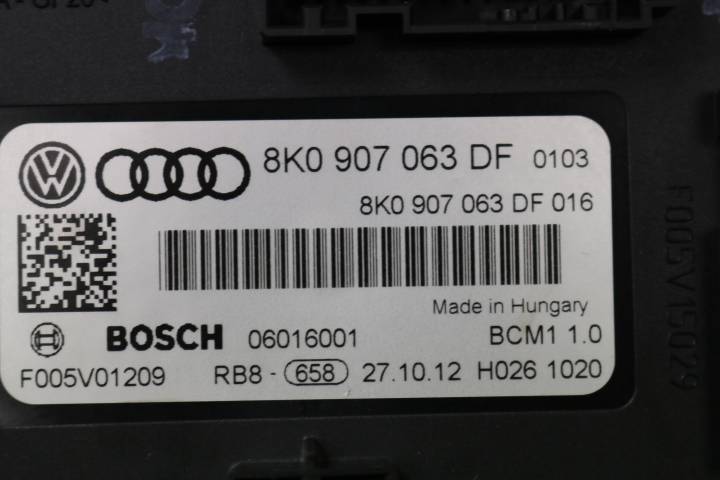 8K0 907 063 DF 0103
8K0 907 063 DF 016
Made in Hungary
BOSCH 06016001 BCM1 1.0
F005V01209 RB8 - 658 27.10.12 H026 1020
F005V15029